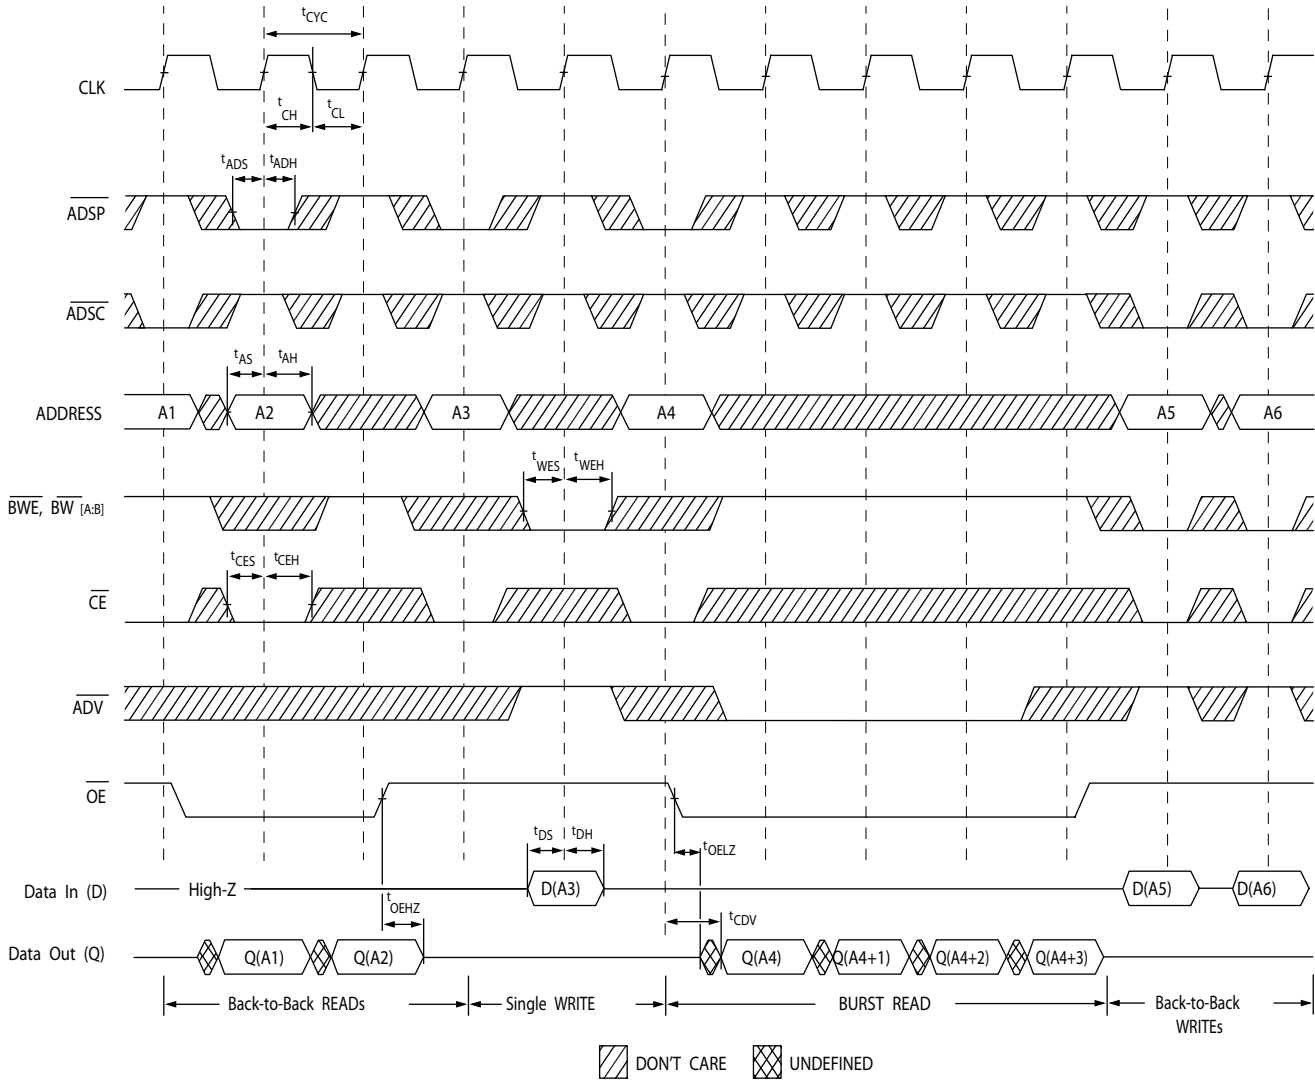 tCYC
CLK
tCH
tCL
tADS
tADH
ADSP
ADSC
tAS
tAH
ADDRESS
A1
A2
A3
A4
A5
A6
tWES
tWEH
BWE, BW [A:B]
tCES
tCEH
CE
ADV
OE
tDS
tDH
tOELZ
Data In (D)
High-Z
D(A3)
D(A5)
D(A6)
tOEHZ
tCDV
Data Out (Q)
Q(A1)
Q(A2)
Q(A4)
Q(A4+1)
Q(A4+2)
Q(A4+3)
Back-to-Back READs
Single WRITE
BURST READ
Back-to-Back
WRITEs
DON'T CARE
UNDEFINED